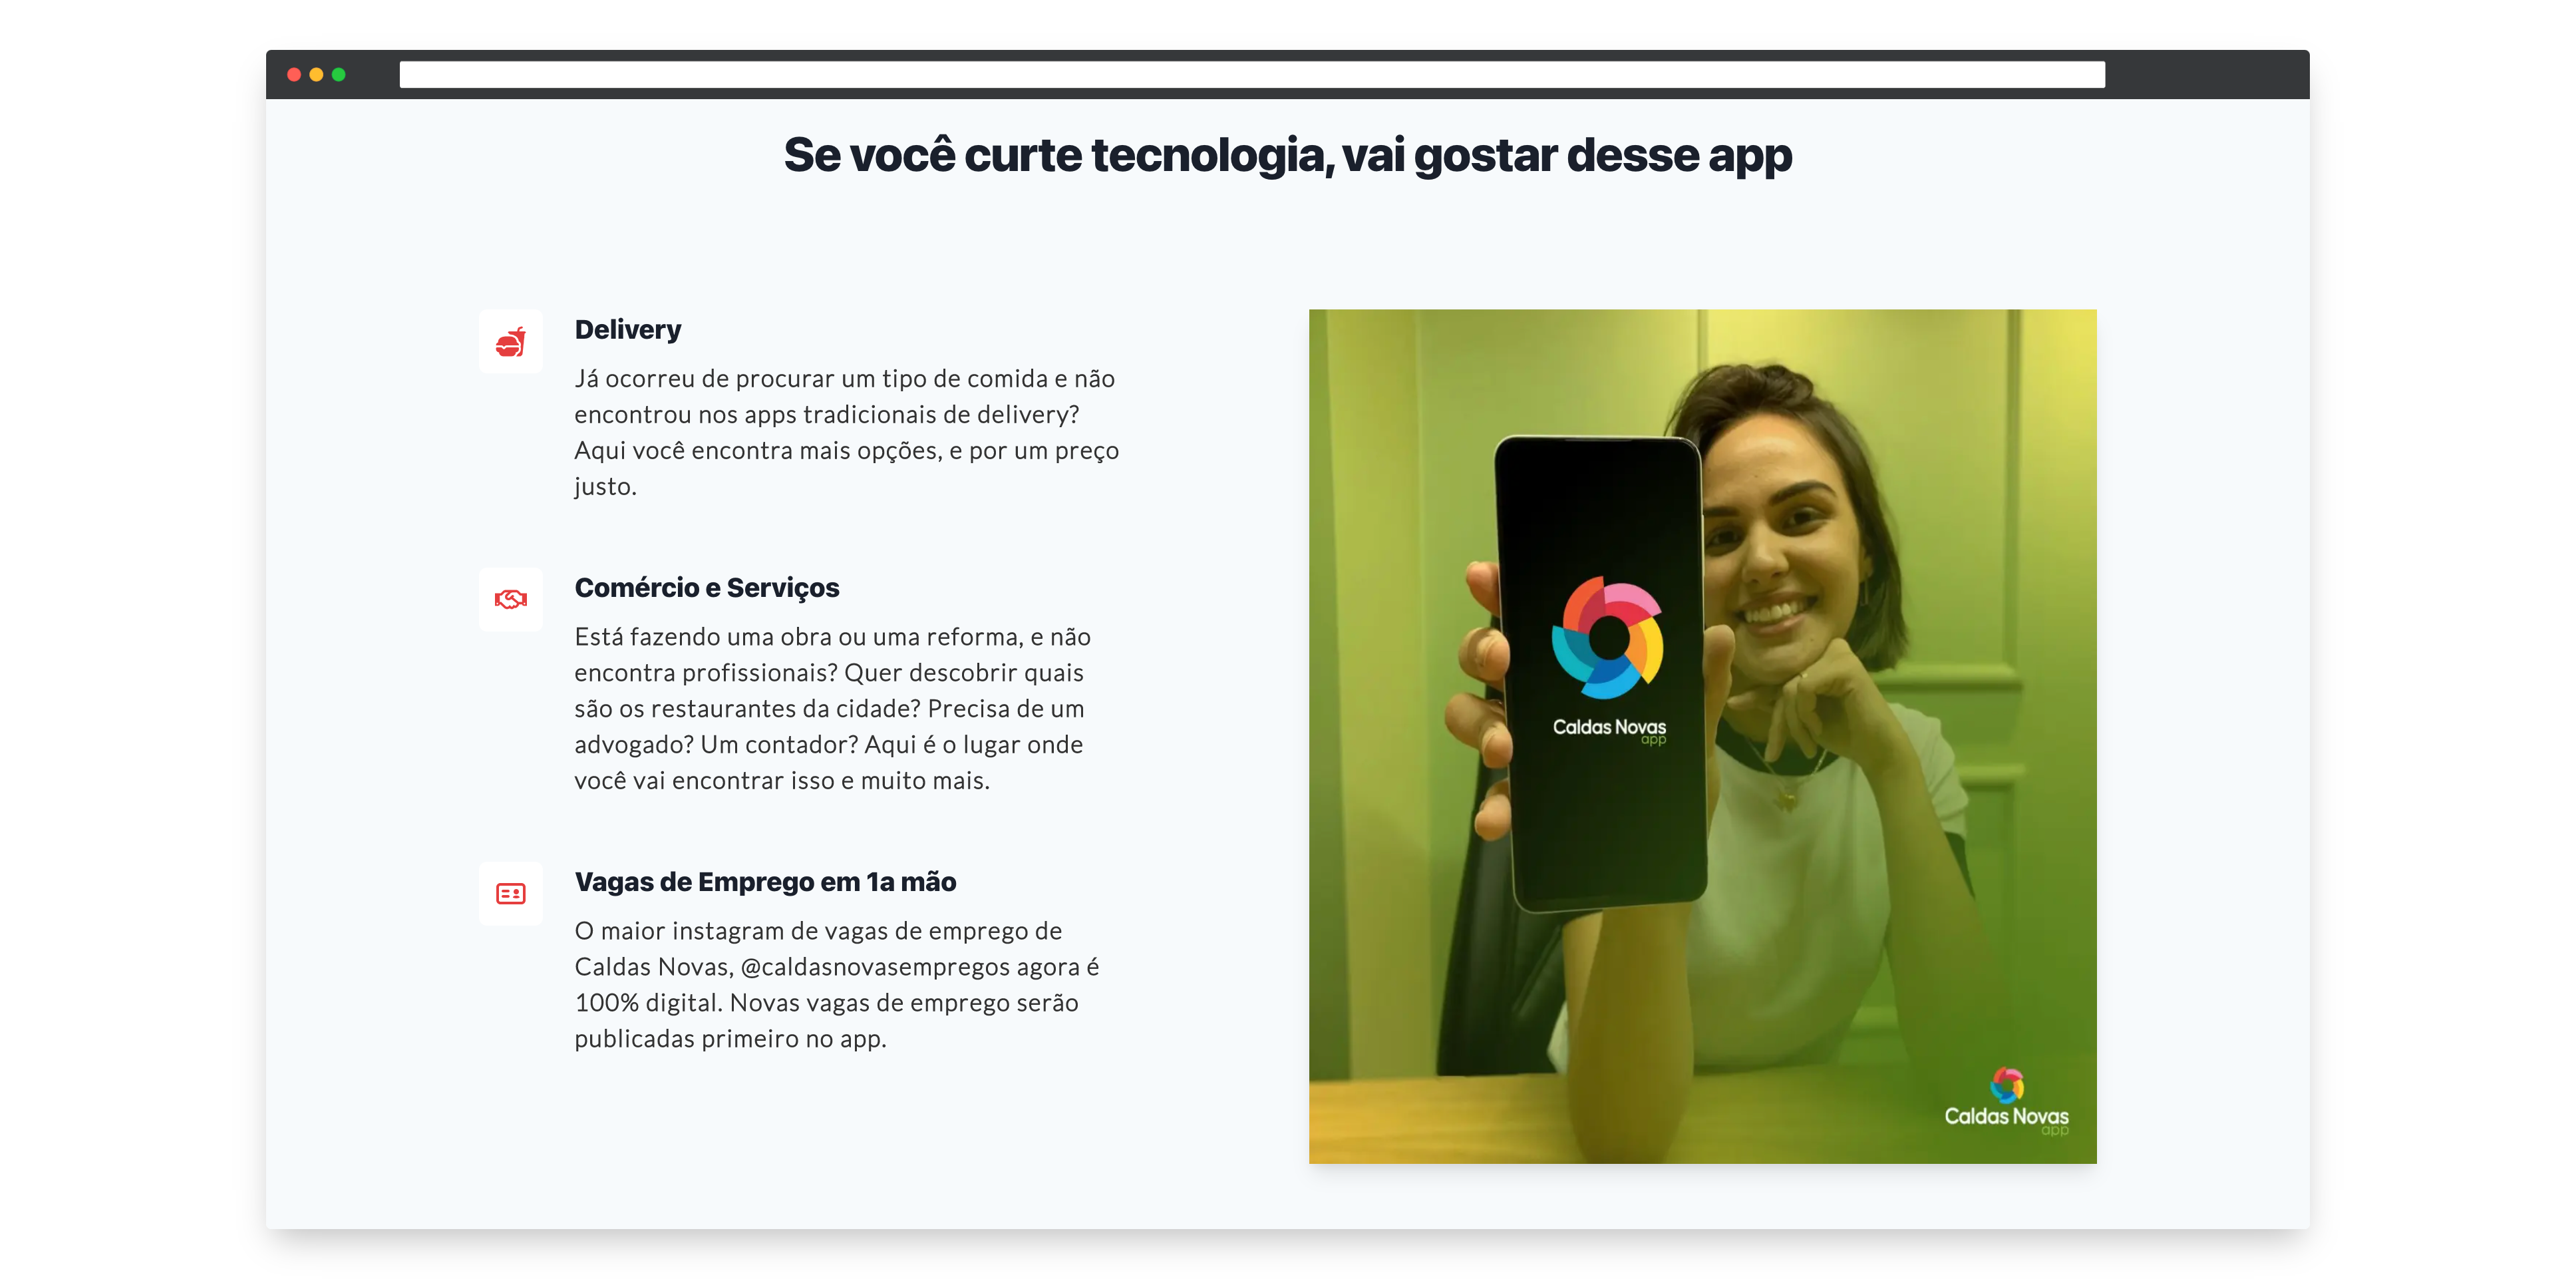 Se você curte tecnologia, vai gostar desse app
Delivery
Já ocorreu de procurar um tipo de comida e não
encontrou nos apps tradicionais de delivery?
Aqui você encontra mais opções, e por um preço
justo.
Comércio e Serviços
Está fazendo uma obra ou uma reforma, e não
encontra profissionais? Quer descobrir quais
são os restaurantes da cidade? Precisa de um
advogado? Um contador? Aqui é o lugar onde
você vai encontrar isso e muito mais.
Vagas de Emprego em 1a mão
O maior instagram de vagas de emprego de
Caldas Novas, @caldasnovasempregos agora é
100% digital. Novas vagas de emprego serão
publicadas primeiro no app.
Caldas Novas
app
Caldas Novas
app